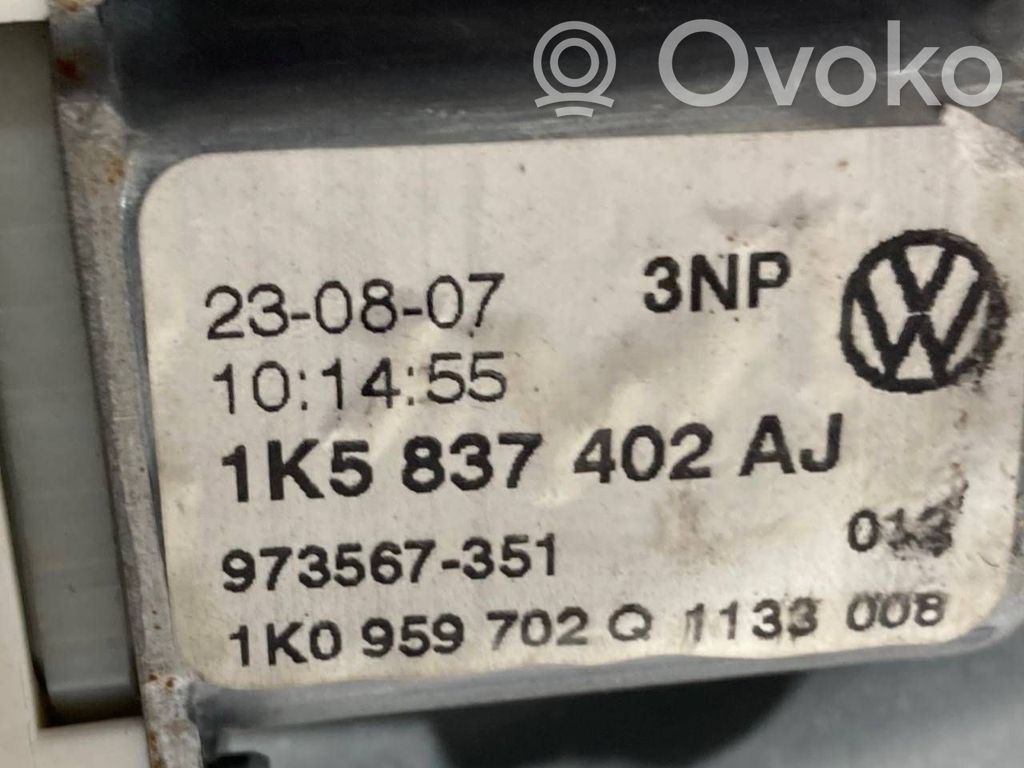 Ovoko
23-08-07 3NP
10:14:55
1K5 837 402 AJ
973567-351
1K0 959 702 Q 1133 008